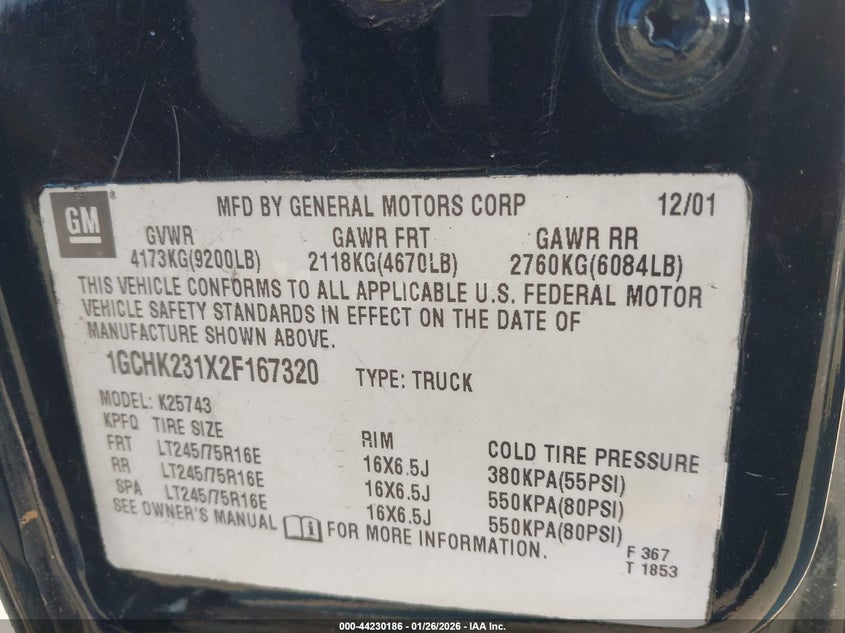 GM
MFD BY GENERAL MOTORS CORP 12/01
GVWR GAWR FRT GAWR RR
4173KG(9200LB) 2118KG(4670LB) 2760KG(6084LB)
THIS VEHICLE CONFORMS TO ALL APPLICABLE U.S. FEDERAL MOTOR
VEHICLE SAFETY STANDARDS IN EFFECT ON THE DATE OF
MANUFACTURE SHOWN ABOVE.
1GCHK231X2F167320 TYPE: TRUCK
MODEL: K25743
KPFQ TIRE SIZE RIM COLD TIRE PRESSURE
FRT LT245/75R16E 16X6.5J 380KPA(55PSI)
RR LT245/75R16E 16X6.5J 550KPA(80PSI)
SPA LT245/75R16E 16X6.5J 550KPA(80PSI)
SEE OWNER'S MANUAL FOR MORE INFORMATION.
F 367
T 1853
000-44230186 - 01/26/2026 - IAA Inc.